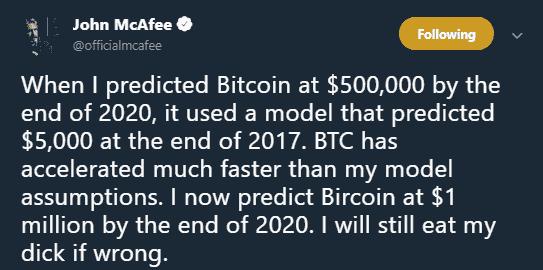 John McAfee
@officialmcafee
Following
When I predicted Bitcoin at $500,000 by the
end of 2020, it used a model that predicted
$5,000 at the end of 2017. BTC has
accelerated much faster than my model
assumptions. I now predict Bircoin at $1
million by the end of 2020. I will still eat my
dick if wrong.